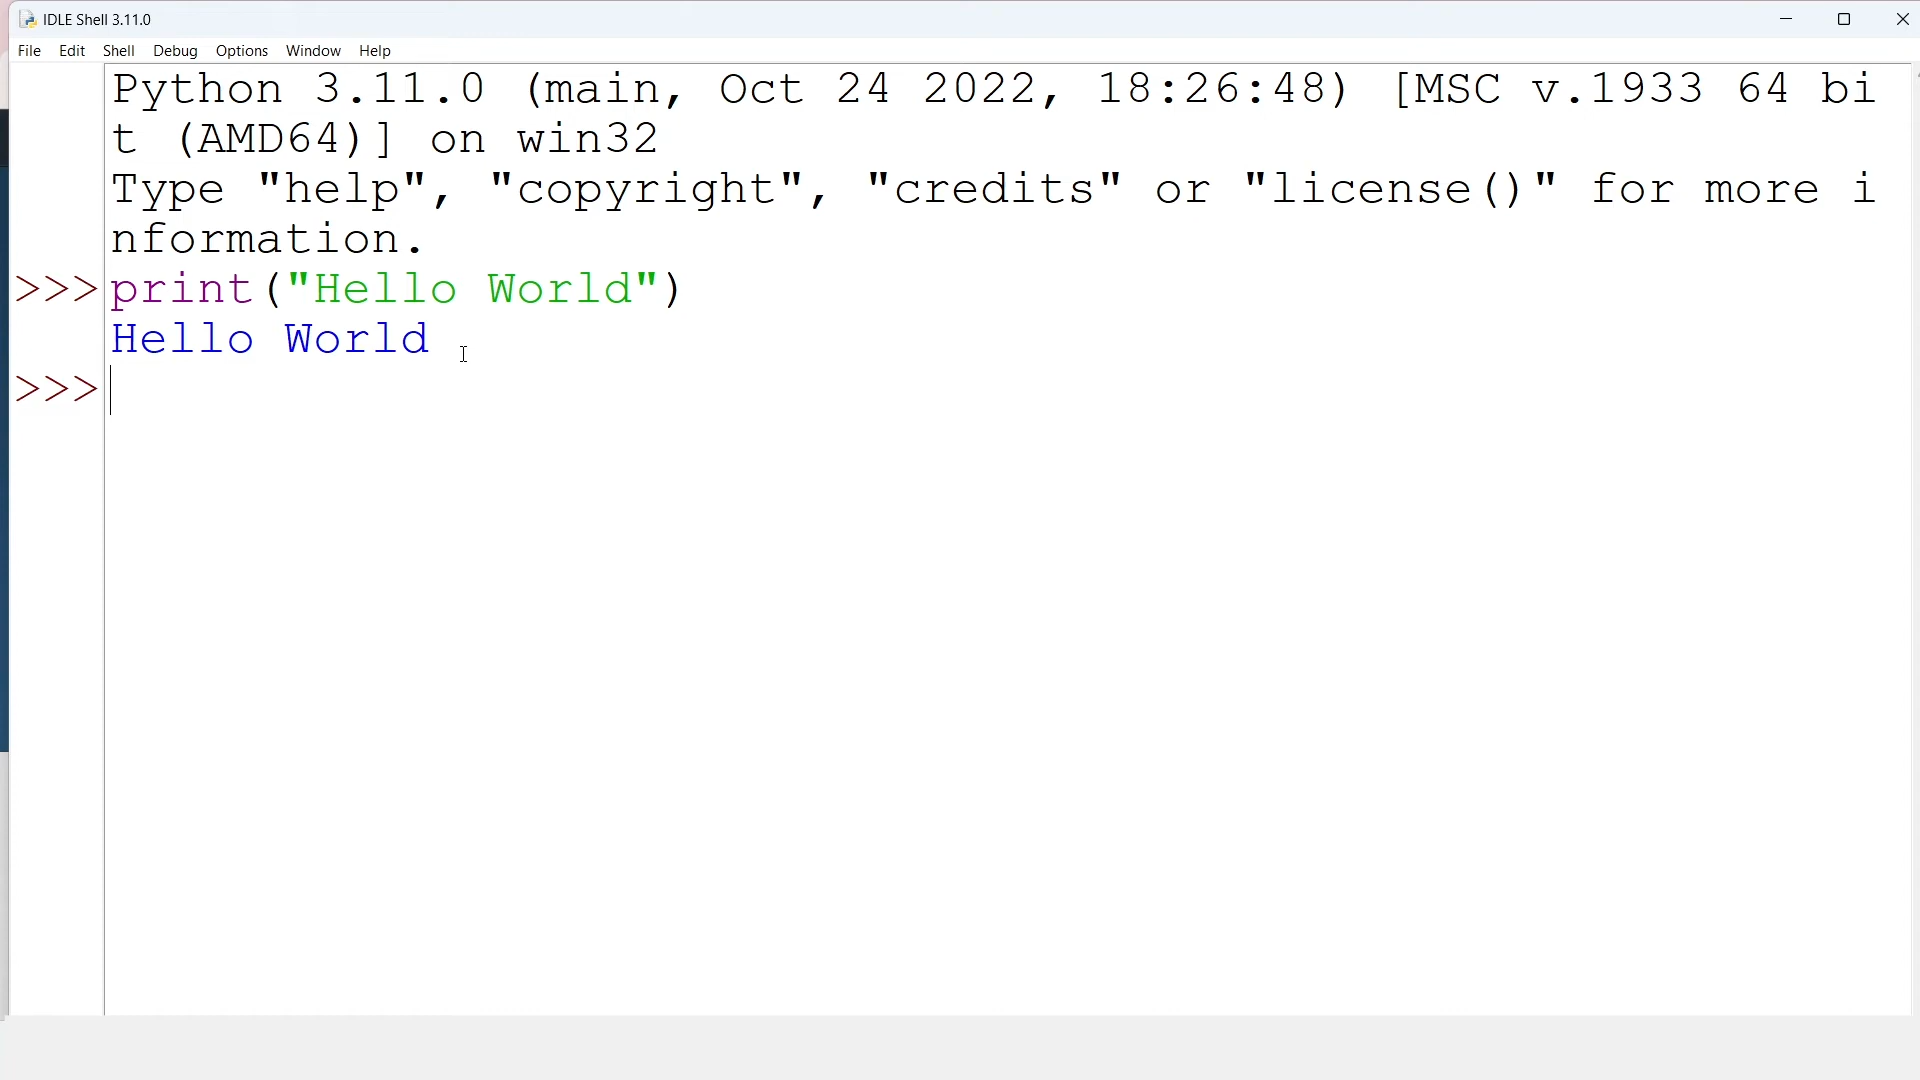 IDLE Shell 3.11.0
File Edit Shell Debug Options Window Help
Python 3.11.0 (main, Oct 24 2022, 18:26:48) [MSC v.1933 64 bi
t (AMD64)] on win32
Type "help", "copyright", "credits" or "license()" for more i
nformation.
>>> print("Hello World")
Hello World
>>>